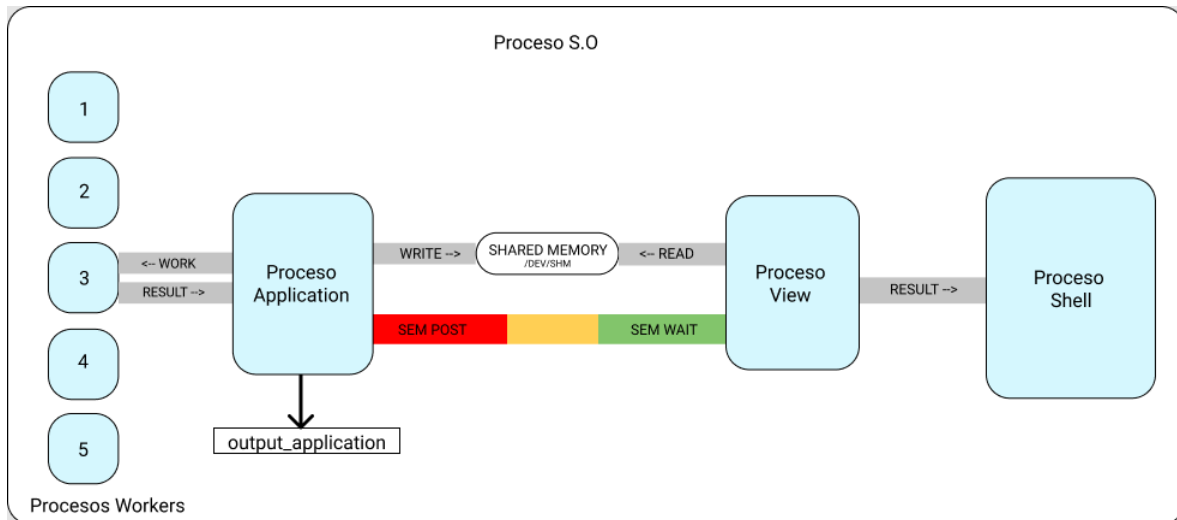 Proceso S.O
1
2
3
4
5
Procesos Workers
<-- WORK
RESULT -->
Proceso
Application
output_application
WRITE -->
SHARED MEMORY
/DEV/SHM
<-- READ
SEM POST
SEM WAIT
Proceso
View
RESULT -->
Proceso
Shell